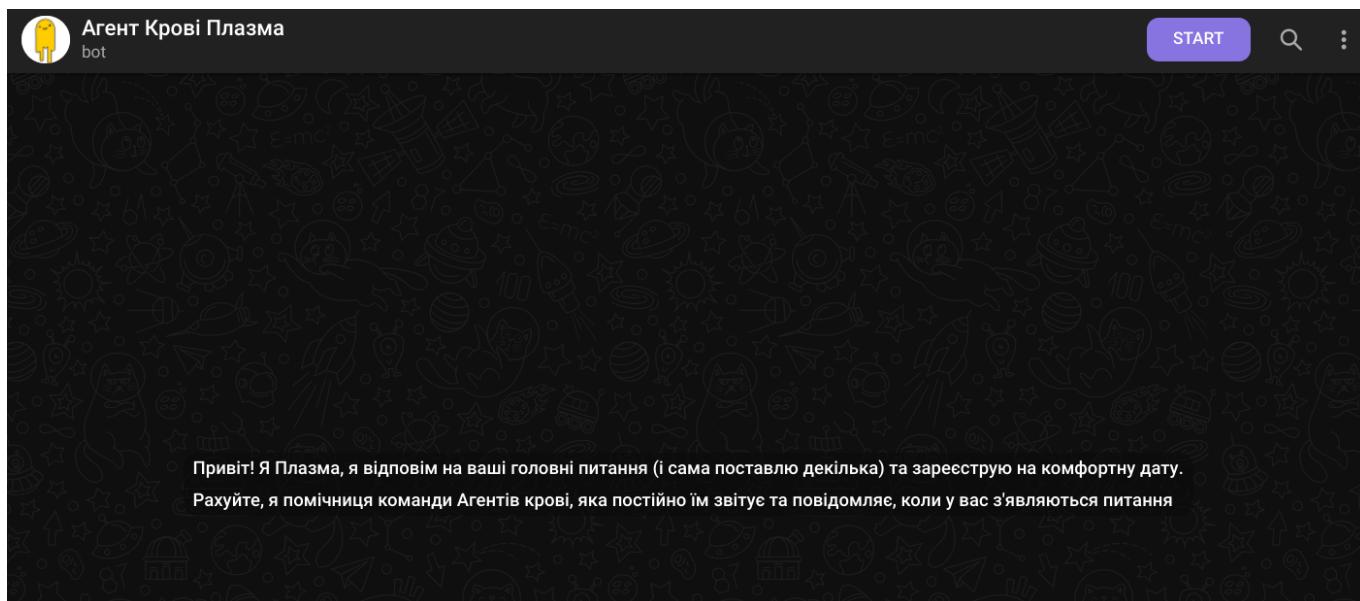 Агент Крові Плазма
bot
START
Привіт! Я Плазма, я відповім на ваші головні питання (і сама поставлю декілька) та зареєструю на комфортну дату.
Рахуйте, я помічниця команди Агентів крові, яка постійно їм звітує та повідомляє, коли у вас з'являються питання